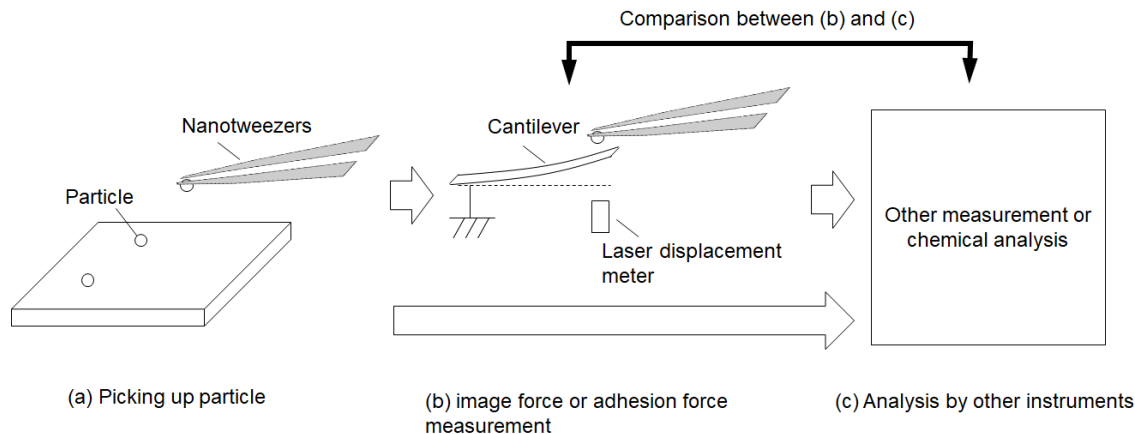 Comparison between (b) and (c)
Nanotweezers
Cantilever
Particle
Other measurement or
chemical analysis
Laser displacement
meter
(a) Picking up particle
(b) image force or adhesion force
measurement
(c) Analysis by other instruments